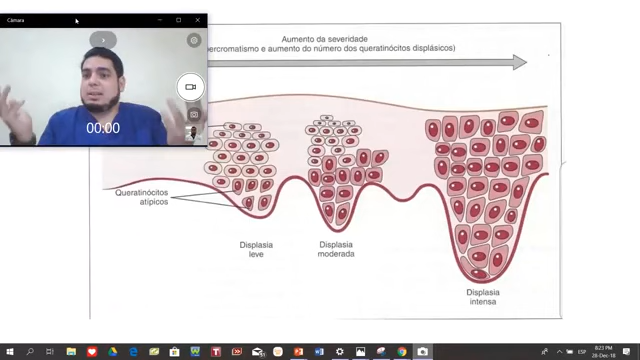 Câmara
Aumento da severidade
percromatismo e aumento do número dos queratinócitos displásicos)
00:00
Queratinócitos
atípicos
Displasia
leve
Displasia
moderada
Displasia
intensa
ESP
8:23 PM
28-Dec-18